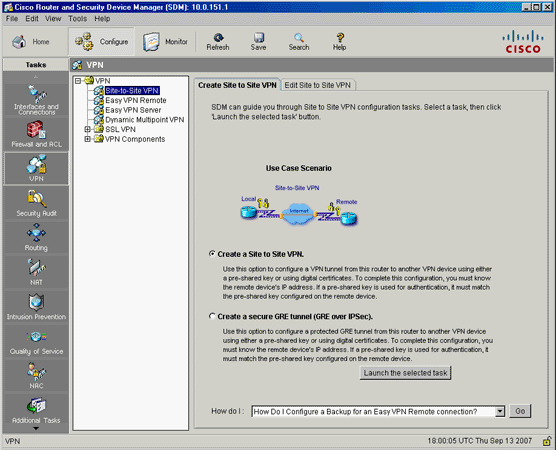 Cisco Router and Security Device Manager (SDM): 10.0.151.1
File Edit View Tools Help
Home
Configure
Monitor
Refresh
Save
Search
Help
CISCO
Tasks
Interfaces and
Connections
Firewall and ACL
VPN
Security Audit
Routing
NAT
Intrusion Prevention
Quality of Service
NAC
Additional Tasks
VPN
VPN
Site-to-Site VPN
Easy VPN Remote
Easy VPN Server
Dynamic Multipoint VPN
SSL VPN
VPN Components
Create Site to Site VPN
Edit Site to Site VPN
SDM can guide you through Site to Site VPN configuration tasks. Select a task, then click
'Launch the selected task' button.
Use Case Scenario
Site-to-Site VPN
Local
Internet
Remote
Create a Site to Site VPN.
Use this option to configure a VPN tunnel from this router to another VPN device using either
a pre-shared key or using digital certificates. To complete this configuration, you must know
the remote device's IP address. If a pre-shared key is used for authentication, it must match
the pre-shared key configured on the remote device.
Create a secure GRE tunnel (GRE over IPSec).
Use this option to configure a protected GRE tunnel from this router to another VPN device
using either a pre-shared key or using digital certificates. To complete this configuration, you
must know the remote device's IP address. If a pre-shared key is used for authentication, it
must match the pre-shared key configured on the remote device.
Launch the selected task
How do I :
How Do I Configure a Backup for an Easy VPN Remote connection?
Go
VPN
18:00:05 UTC Thu Sep 13 2007